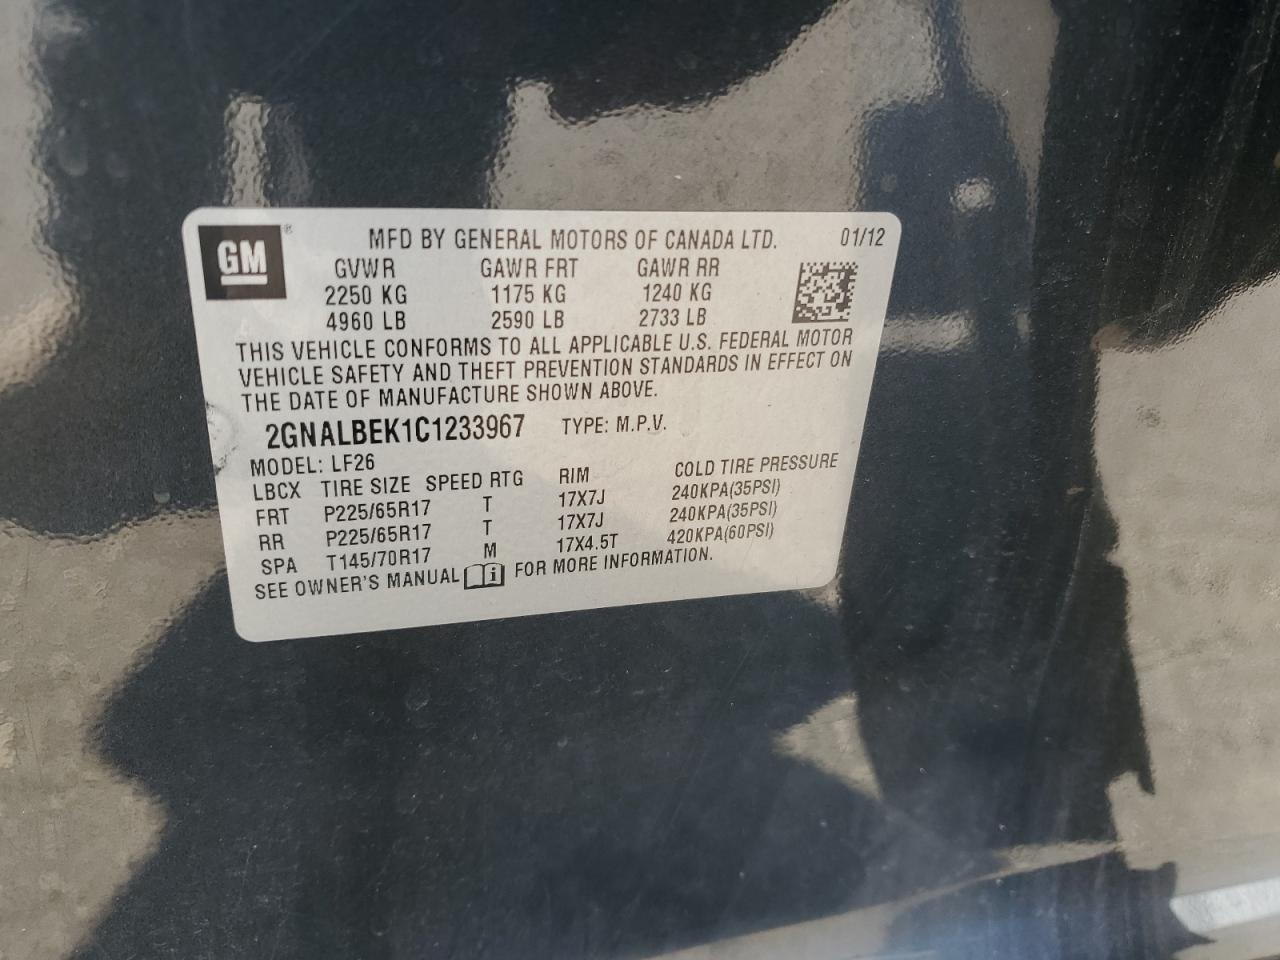 GM ® MFD BY GENERAL MOTORS OF CANADA LTD. 01/12
GVWR GAWR FRT GAWR RR
2250 KG 1175 KG 1240 KG
4960 LB 2590 LB 2733 LB
THIS VEHICLE CONFORMS TO ALL APPLICABLE U.S. FEDERAL MOTOR
VEHICLE SAFETY AND THEFT PREVENTION STANDARDS IN EFFECT ON
THE DATE OF MANUFACTURE SHOWN ABOVE.
2GNALBEK1C1233967 TYPE: M.P.V.
MODEL: LF26
LBCX TIRE SIZE SPEED RTG RIM COLD TIRE PRESSURE
FRT P225/65R17 T 17X7J 240KPA(35PSI)
RR P225/65R17 T 17X7J 240KPA(35PSI)
SPA T145/70R17 M 17X4.5T 420KPA(60PSI)
SEE OWNER'S MANUAL FOR MORE INFORMATION.